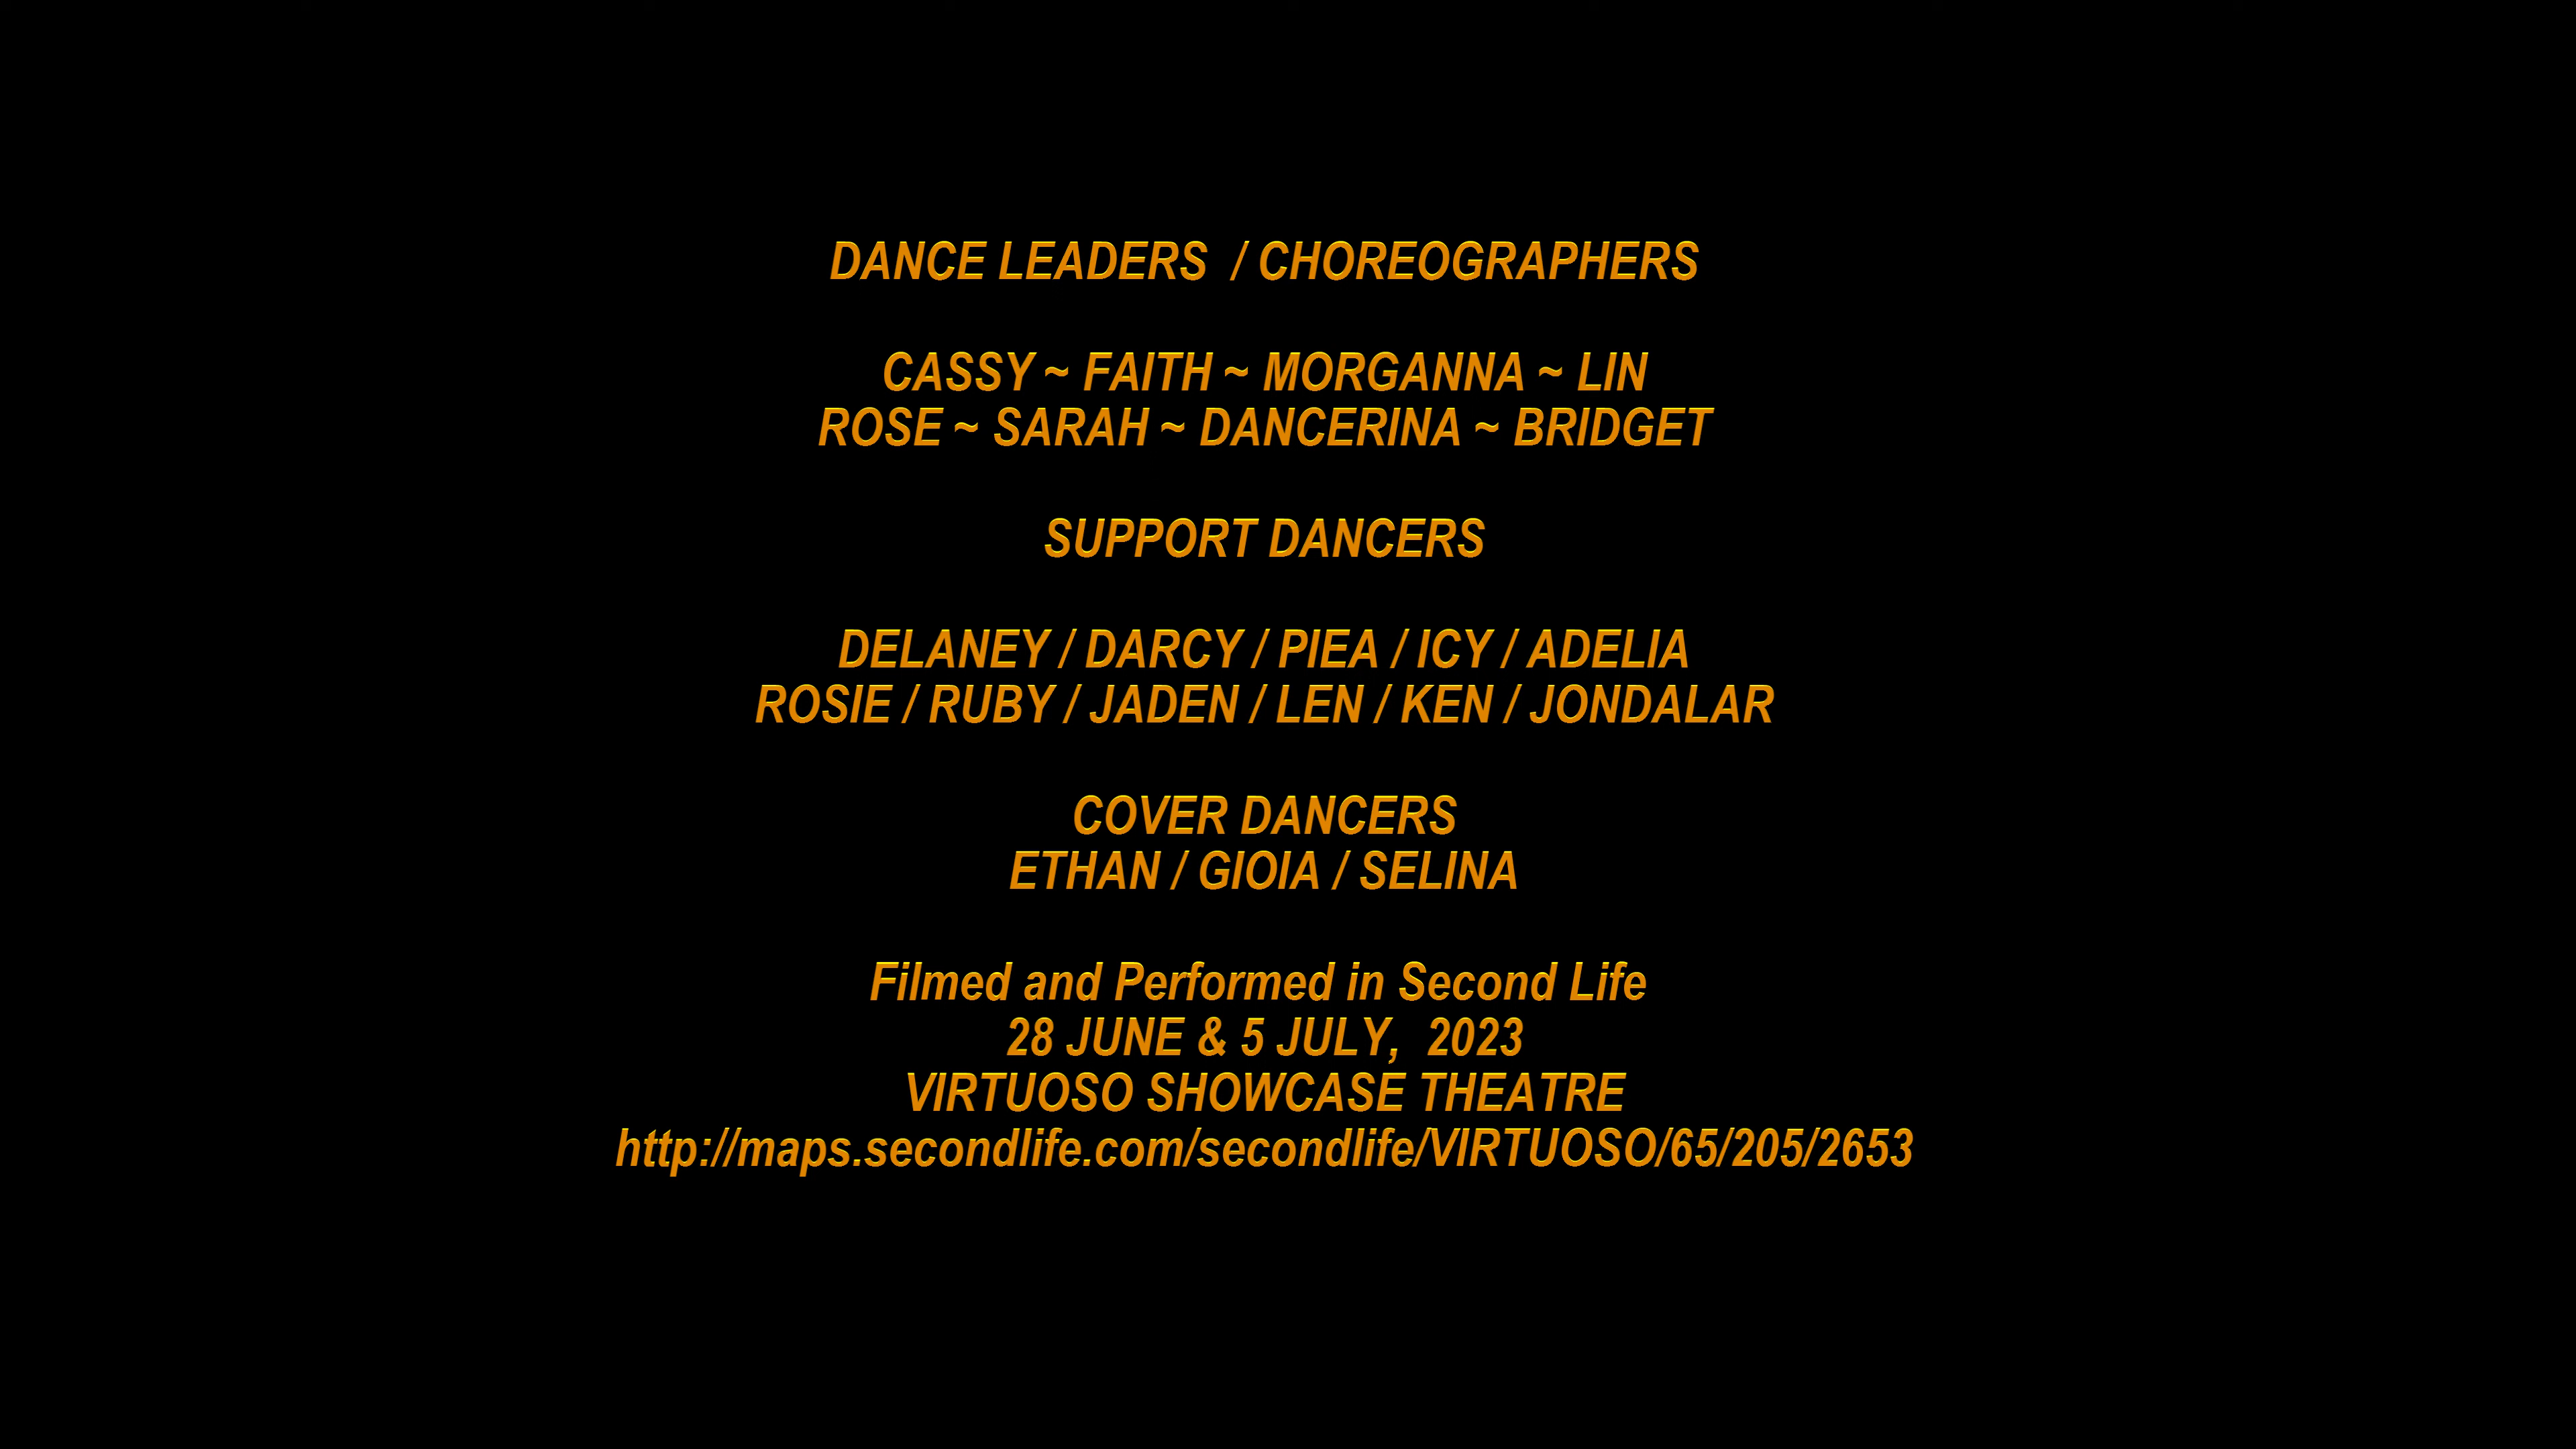 DANCE LEADERS  / CHOREOGRAPHERS
CASSY ~ FAITH ~ MORGANNA ~ LIN
ROSE ~ SARAH ~ DANCERINA ~ BRIDGET
SUPPORT DANCERS
DELANEY / DARCY / PIEA / ICY / ADELIA
ROSIE / RUBY / JADEN / LEN / KEN / JONDALAR
COVER DANCERS
ETHAN / GIOIA / SELINA
Filmed and Performed in Second Life
28 JUNE & 5 JULY,  2023
VIRTUOSO SHOWCASE THEATRE
http://maps.secondlife.com/secondlife/VIRTUOSO/65/205/2653